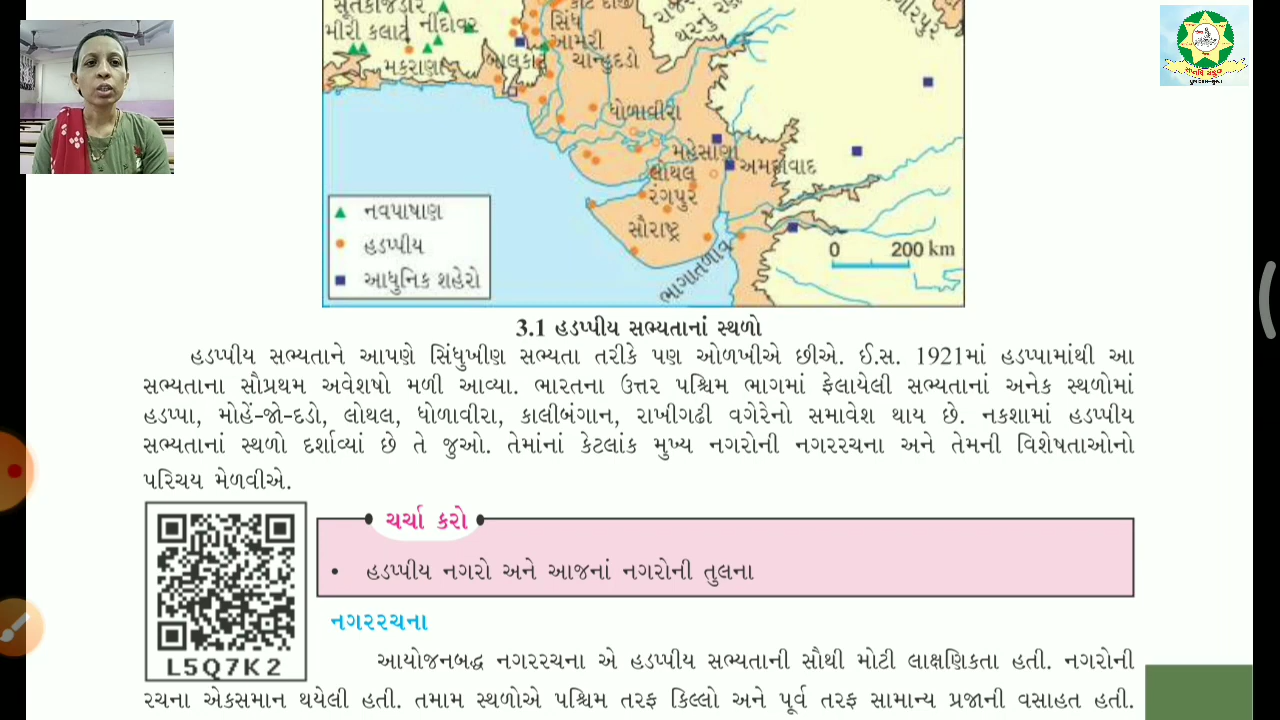 સિંધ
આમરી
મીરી કલાત નીંદોવર
મકરાણા
બાલાકોટ ચાન્હુદડો
ધોળાવીરા
મહેસાણા
લોથલ અમદાવાદ
રંગપુર
સૌરાષ્ટ્ર
ભાગાતળાવ
નવપાષાણ
હડપ્પીય
આધુનિક શહેરો
0 200 km
3.1 હડપ્પીય સભ્યતાનાં સ્થળો
હડપ્પીય સભ્યતાને આપણે સિંધુખીણ સભ્યતા તરીકે પણ ઓળખીએ છીએ. ઈ.સ. 1921માં હડપ્પામાંથી આ
સભ્યતાના સૌપ્રથમ અવેશષો મળી આવ્યા. ભારતના ઉત્તર પશ્ચિમ ભાગમાં ફેલાયેલી સભ્યતાનાં અનેક સ્થળોમાં
હડપ્પા, મોહેં-જો-દડો, લોથલ, ધોળાવીરા, કાલીબંગાન, રાખીગઢી વગેરેનો સમાવેશ થાય છે. નકશામાં હડપ્પીય
સભ્યતાનાં સ્થળો દર્શાવ્યાં છે તે જુઓ. તેમાંનાં કેટલાંક મુખ્ય નગરોની નગરરચના અને તેમની વિશેષતાઓનો
પરિચય મેળવીએ.
ચર્ચા કરો
• હડપ્પીય નગરો અને આજનાં નગરોની તુલના
L5Q7K2
નગરરચના
આયોજનબદ્ધ નગરરચના એ હડપ્પીય સભ્યતાની સૌથી મોટી લાક્ષણિકતા હતી. નગરોની
રચના એકસમાન થયેલી હતી. તમામ સ્થળોએ પશ્ચિમ તરફ કિલ્લો અને પૂર્વ તરફ સામાન્ય પ્રજાની વસાહત હતી.